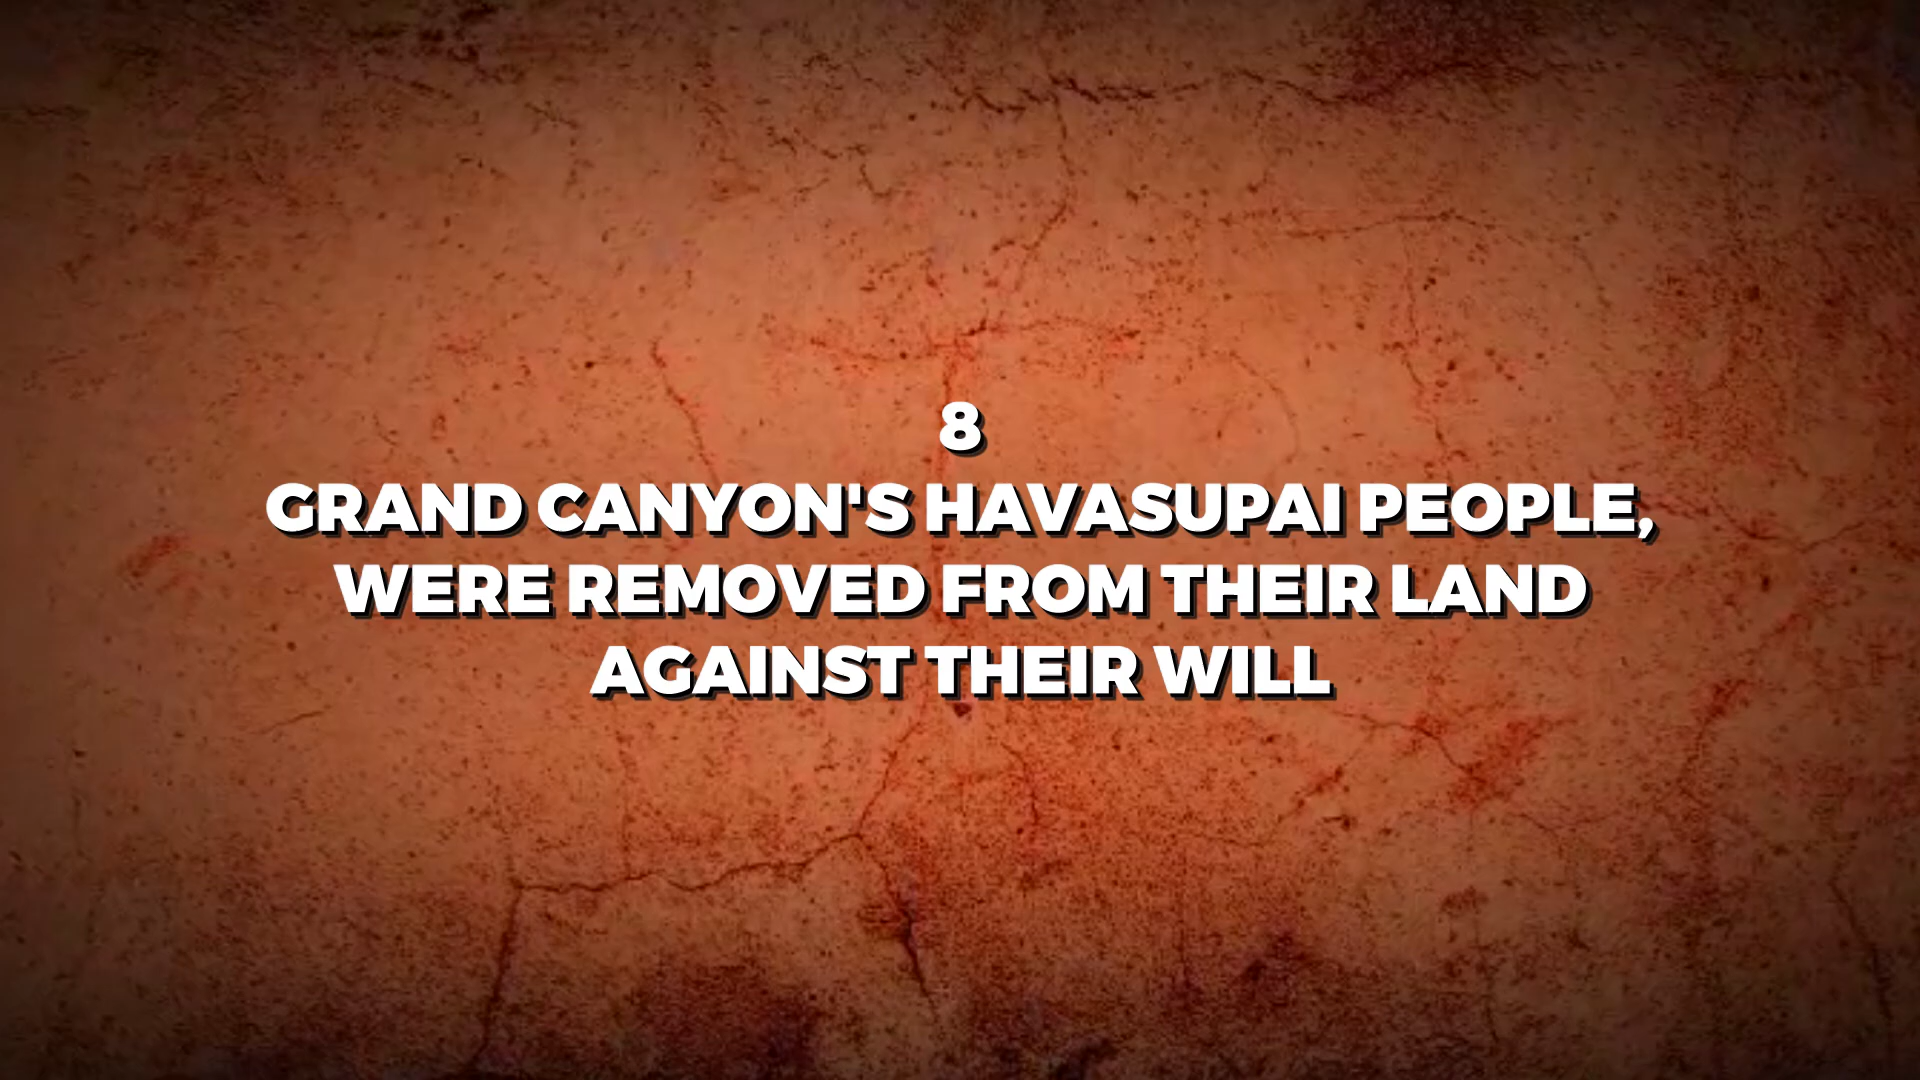 8
GRAND CANYON'S HAVASUPAI PEOPLE,
WERE REMOVED FROM THEIR LAND
AGAINST THEIR WILL